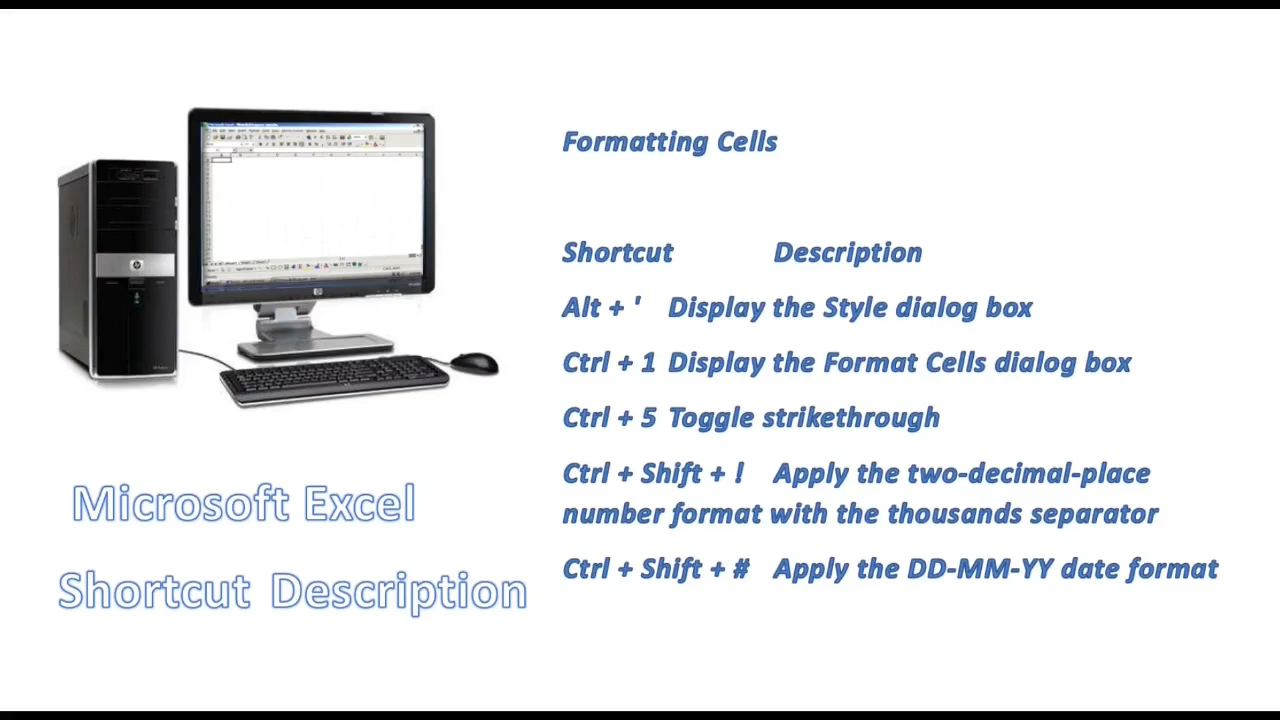 Formatting Cells
Shortcut Description
Alt + ' Display the Style dialog box
Ctrl + 1 Display the Format Cells dialog box
Ctrl + 5 Toggle strikethrough
Ctrl + Shift + ! Apply the two-decimal-place
number format with the thousands separator
Ctrl + Shift + # Apply the DD-MM-YY date format
Microsoft Excel
Shortcut Description